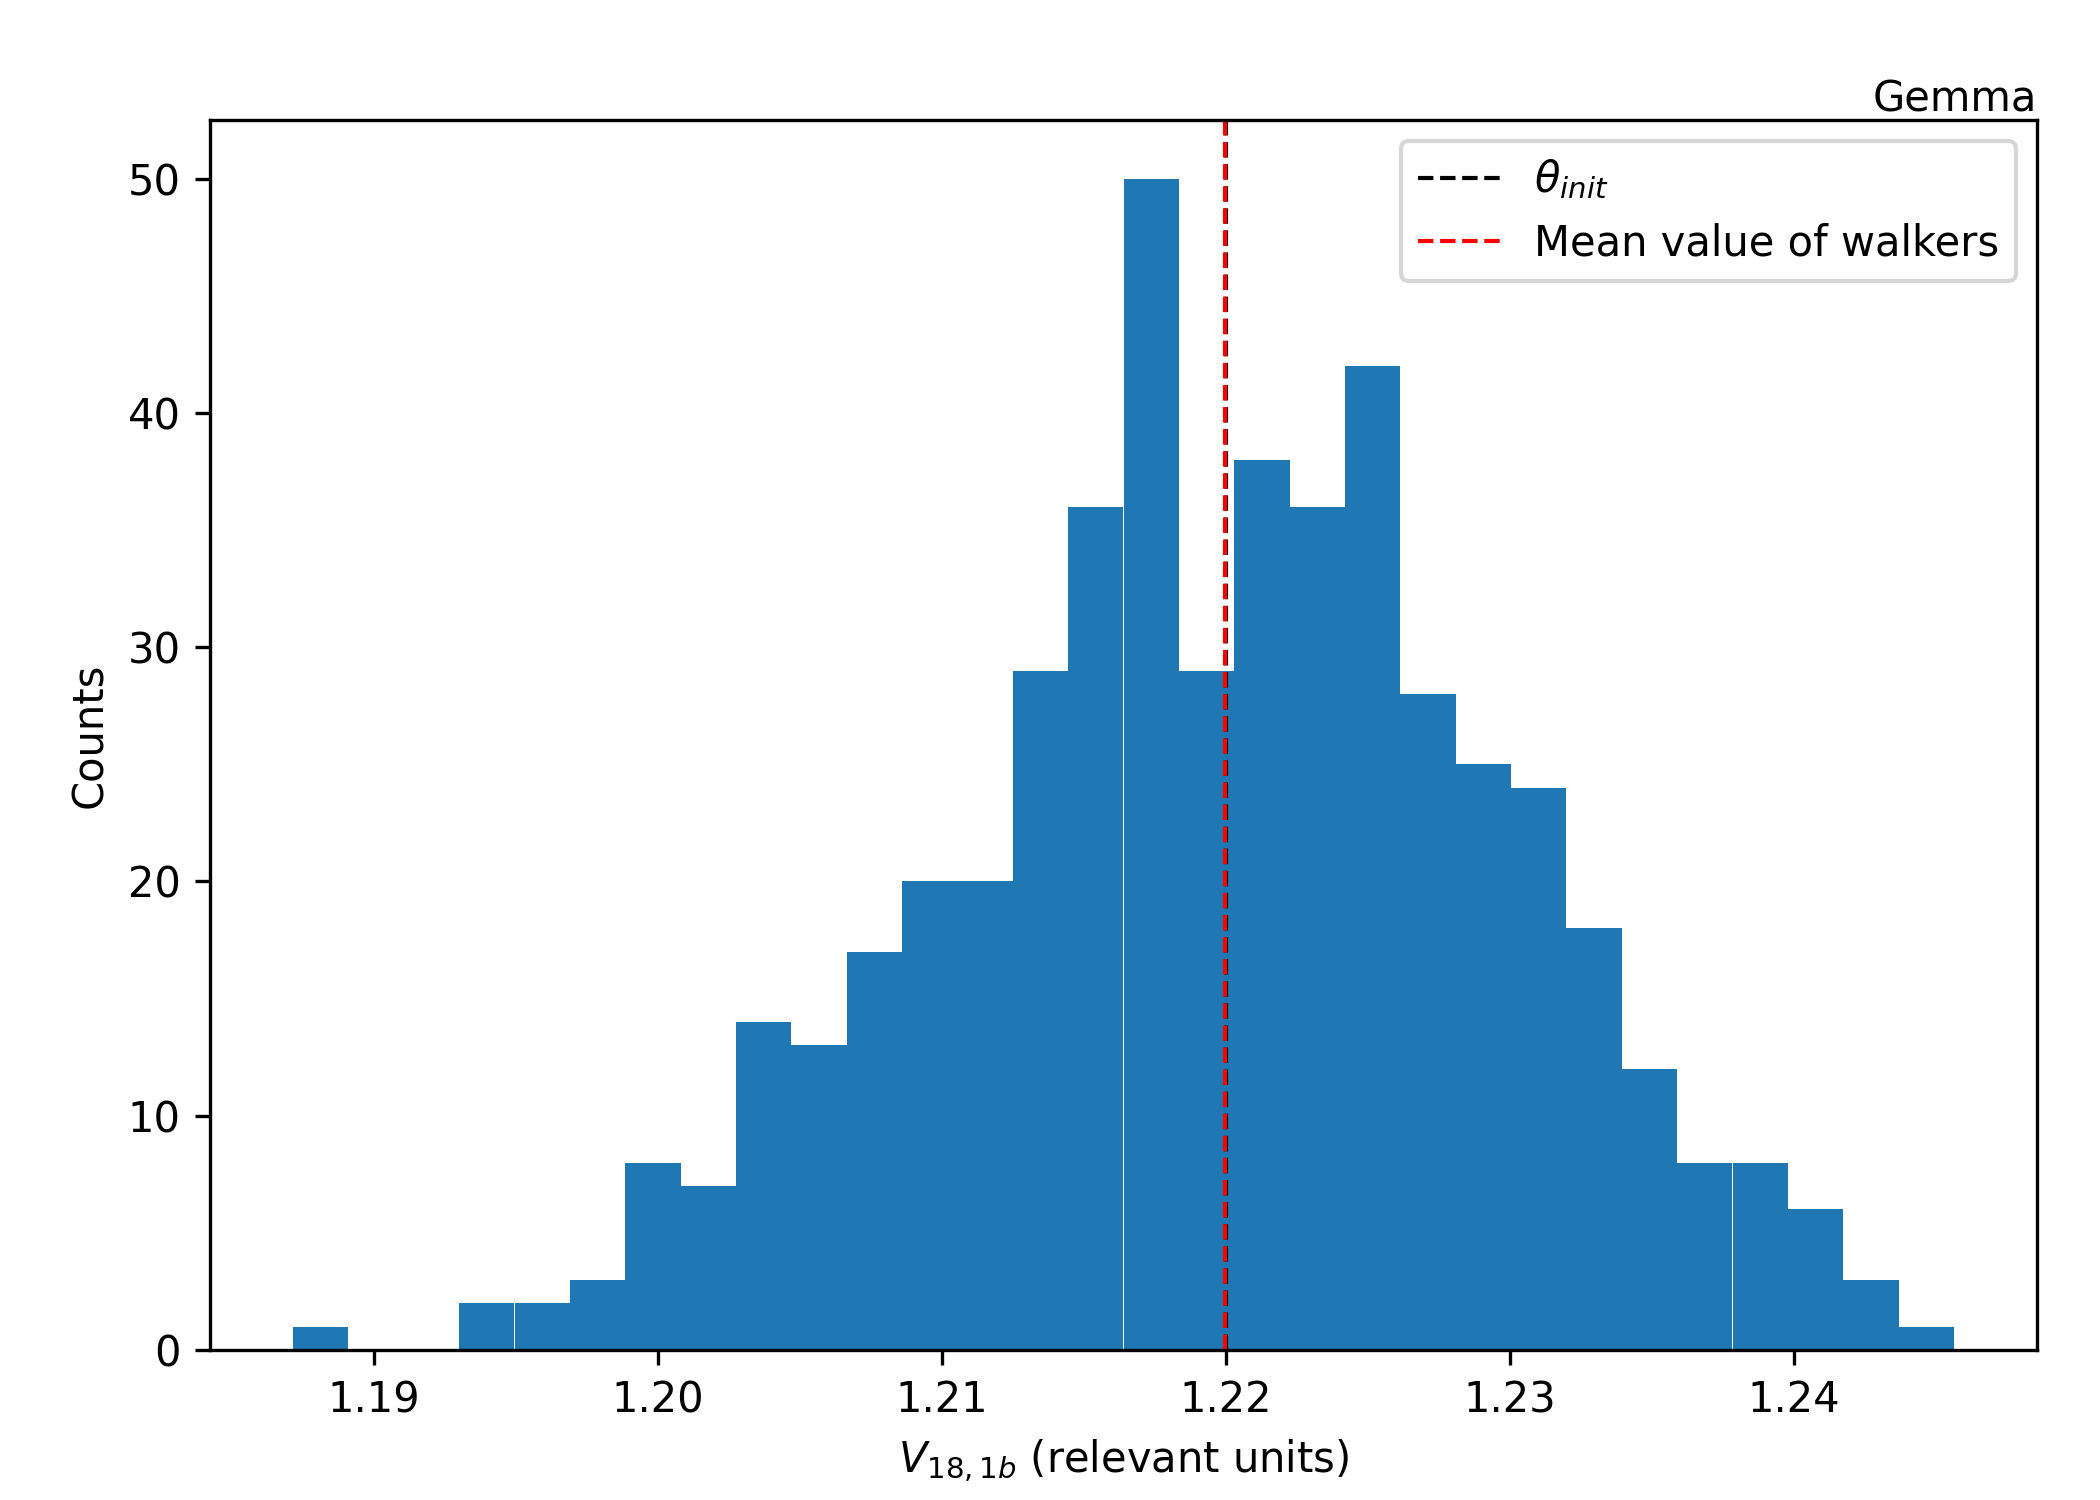 Gemma
θinit
Mean value of walkers
50
40
30
20
10
0
Counts
1.19 1.20 1.21 1.22 1.23 1.24
V18, 1b (relevant units)